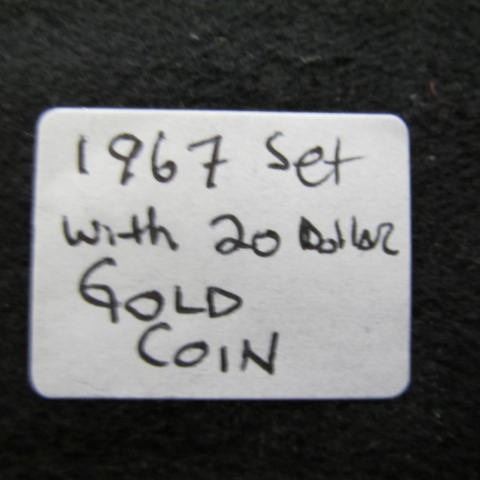 1967 Set
with 20 Dollar
GOLD
COIN